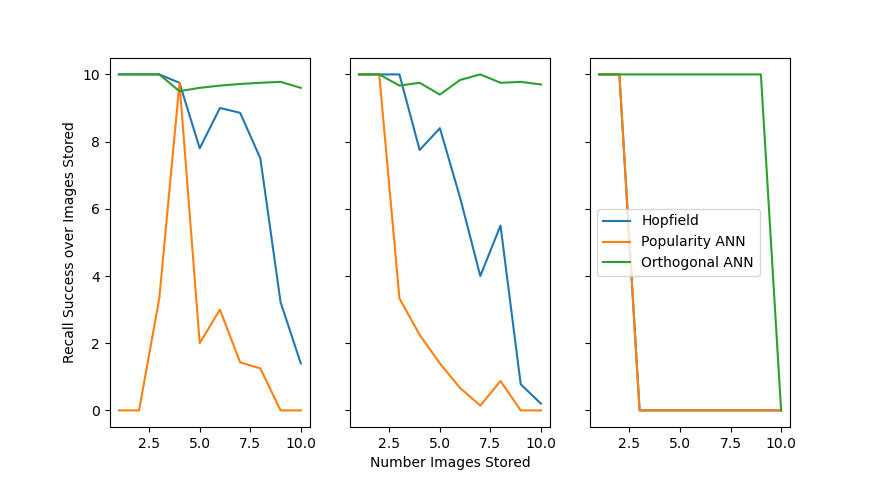 Recall Success over Images Stored
10
8
6
4
2
0
2.5 5.0 7.5 10.0
2.5 5.0 7.5 10.0
2.5 5.0 7.5 10.0
Number Images Stored
Hopfield
Popularity ANN
Orthogonal ANN